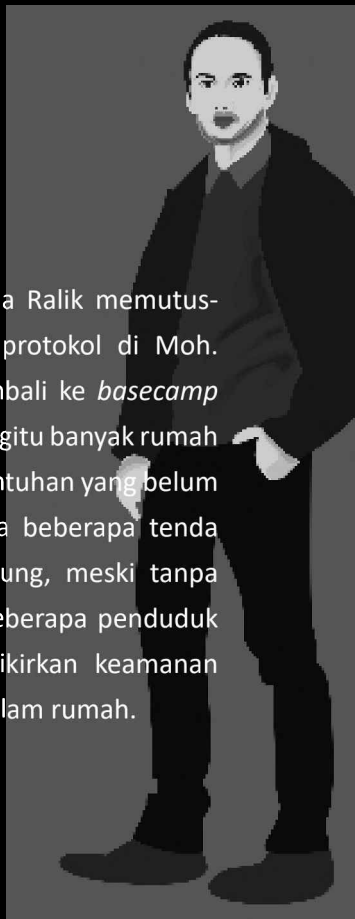 a Ralik memutus-
protokol di Moh.
bali ke basecamp
gitu banyak rumah
ntuhan yang belum
a beberapa tenda
ung, meski tanpa
eberapa penduduk
ikirkan keamanan
lam rumah.